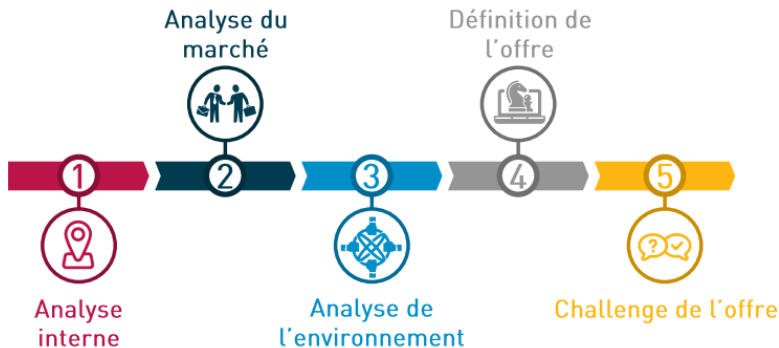 Analyse du
marché
Définition de
l'offre
1
2
3
4
5
?
Analyse
interne
Analyse de
l'environnement
Challenge de l'offre